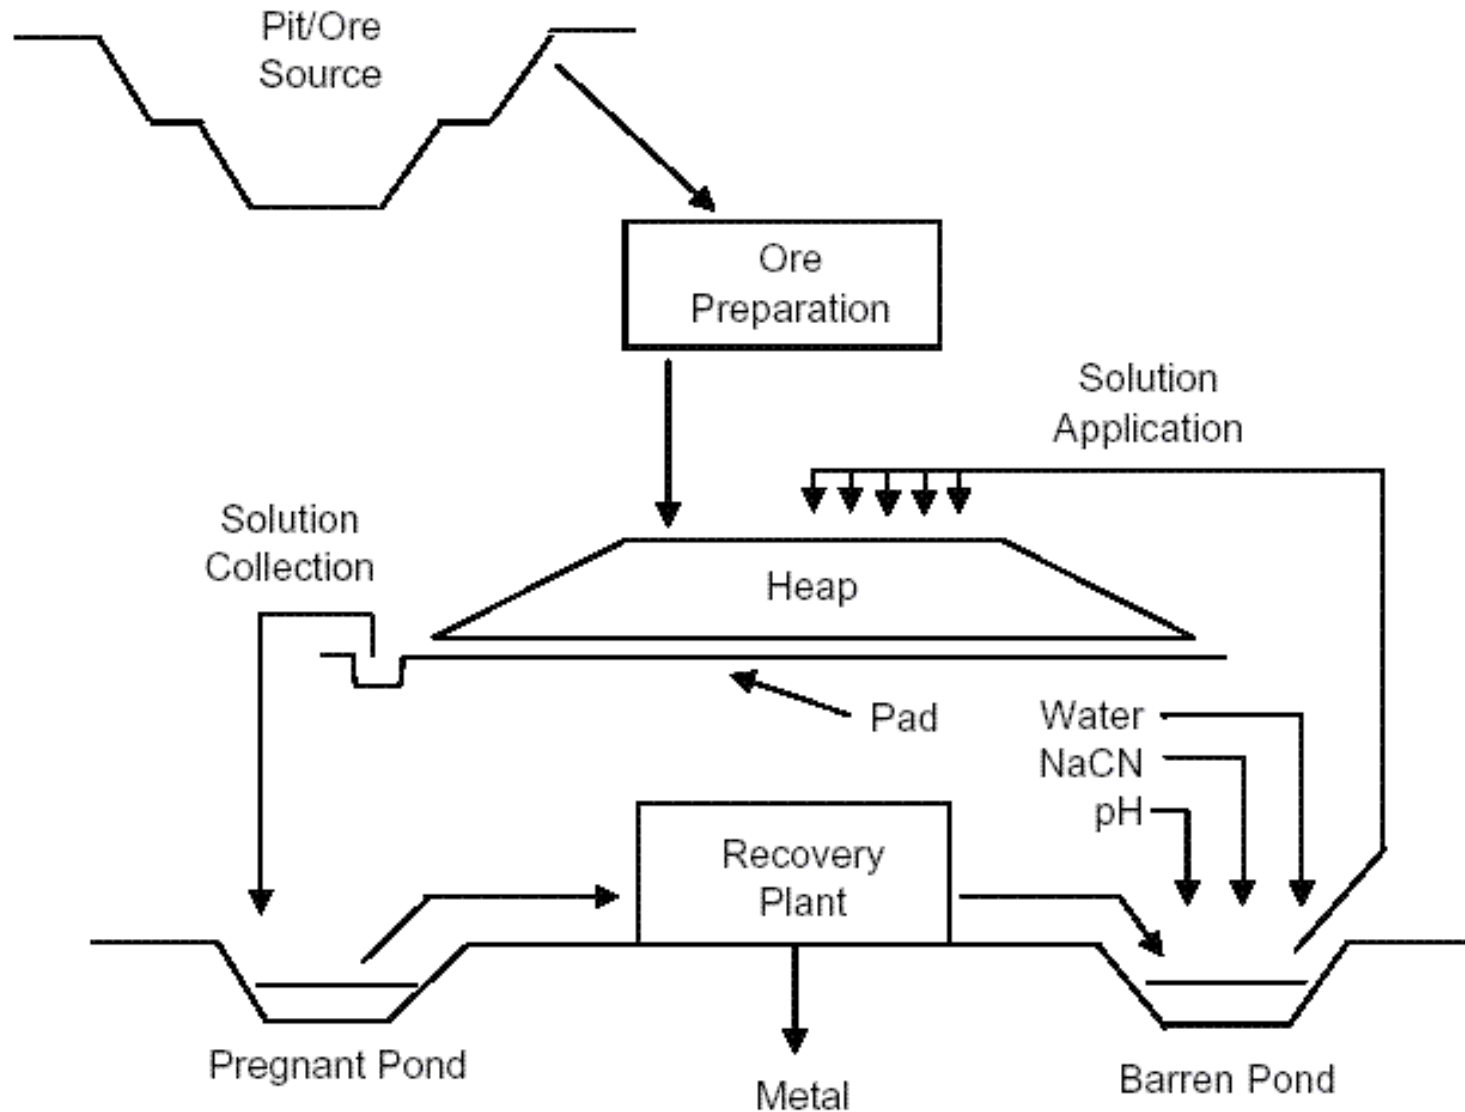 Pit/Ore
Source
Ore
Preparation
Solution
Application
Solution
Collection
Heap
Pad
Water
NaCN
pH
Recovery
Plant
Pregnant Pond
Metal
Barren Pond